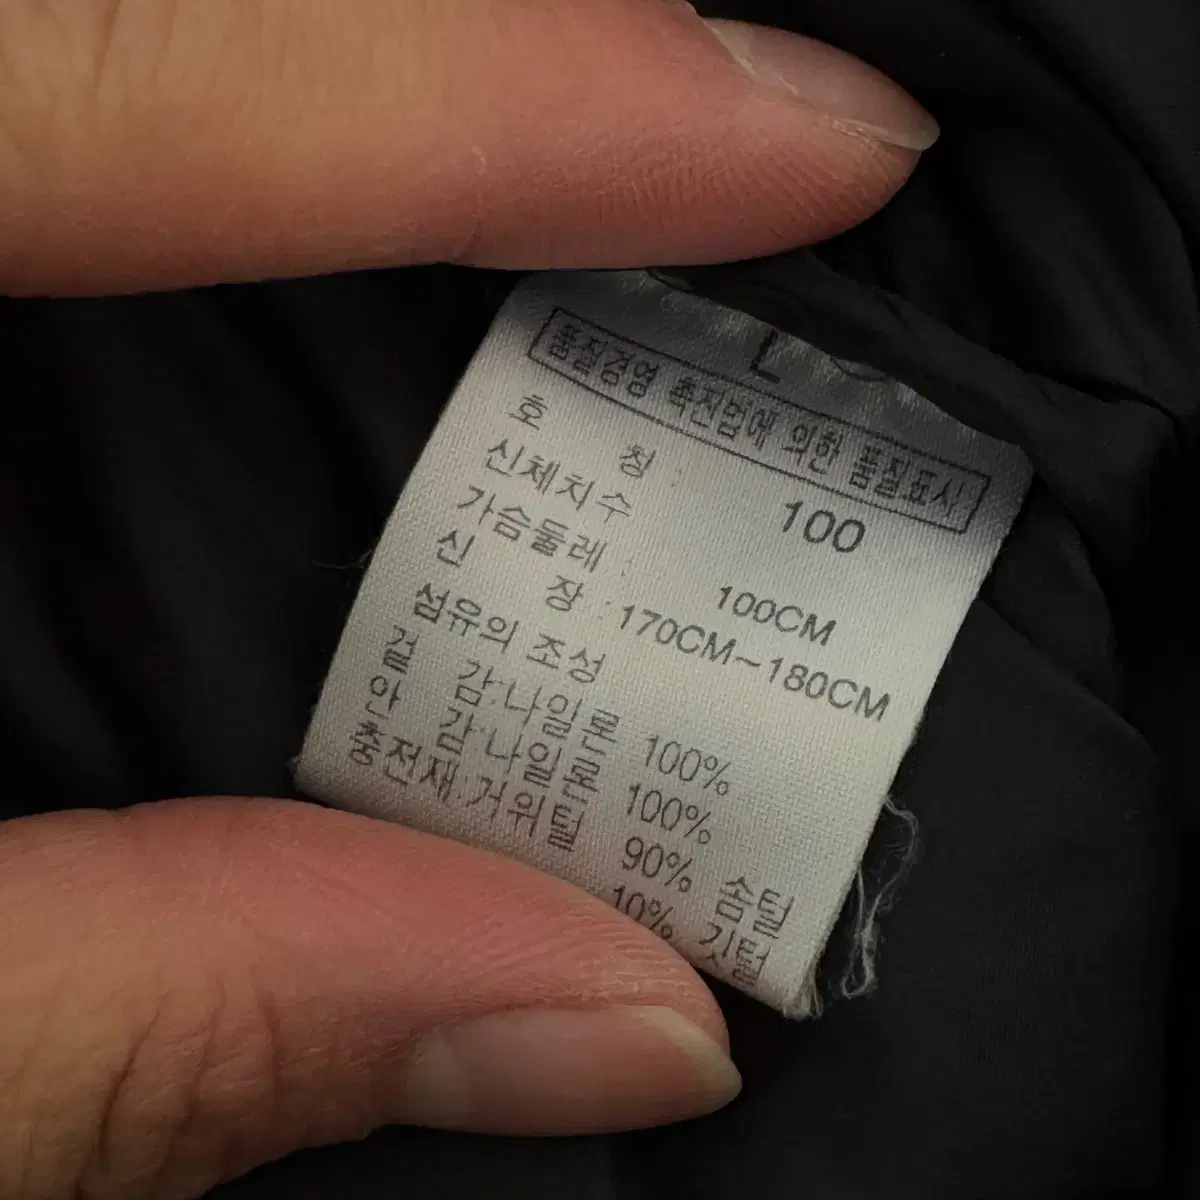 L
품질경영 촉진법에 의한 품질표시
호 칭 : 100
신체치수
가슴둘레 : 100CM
신 장 : 170CM~180CM
섬유의 조성
겉 감:나일론 100%
안 감:나일론 100%
충전재:거위털 90% 솜털
10% 깃털